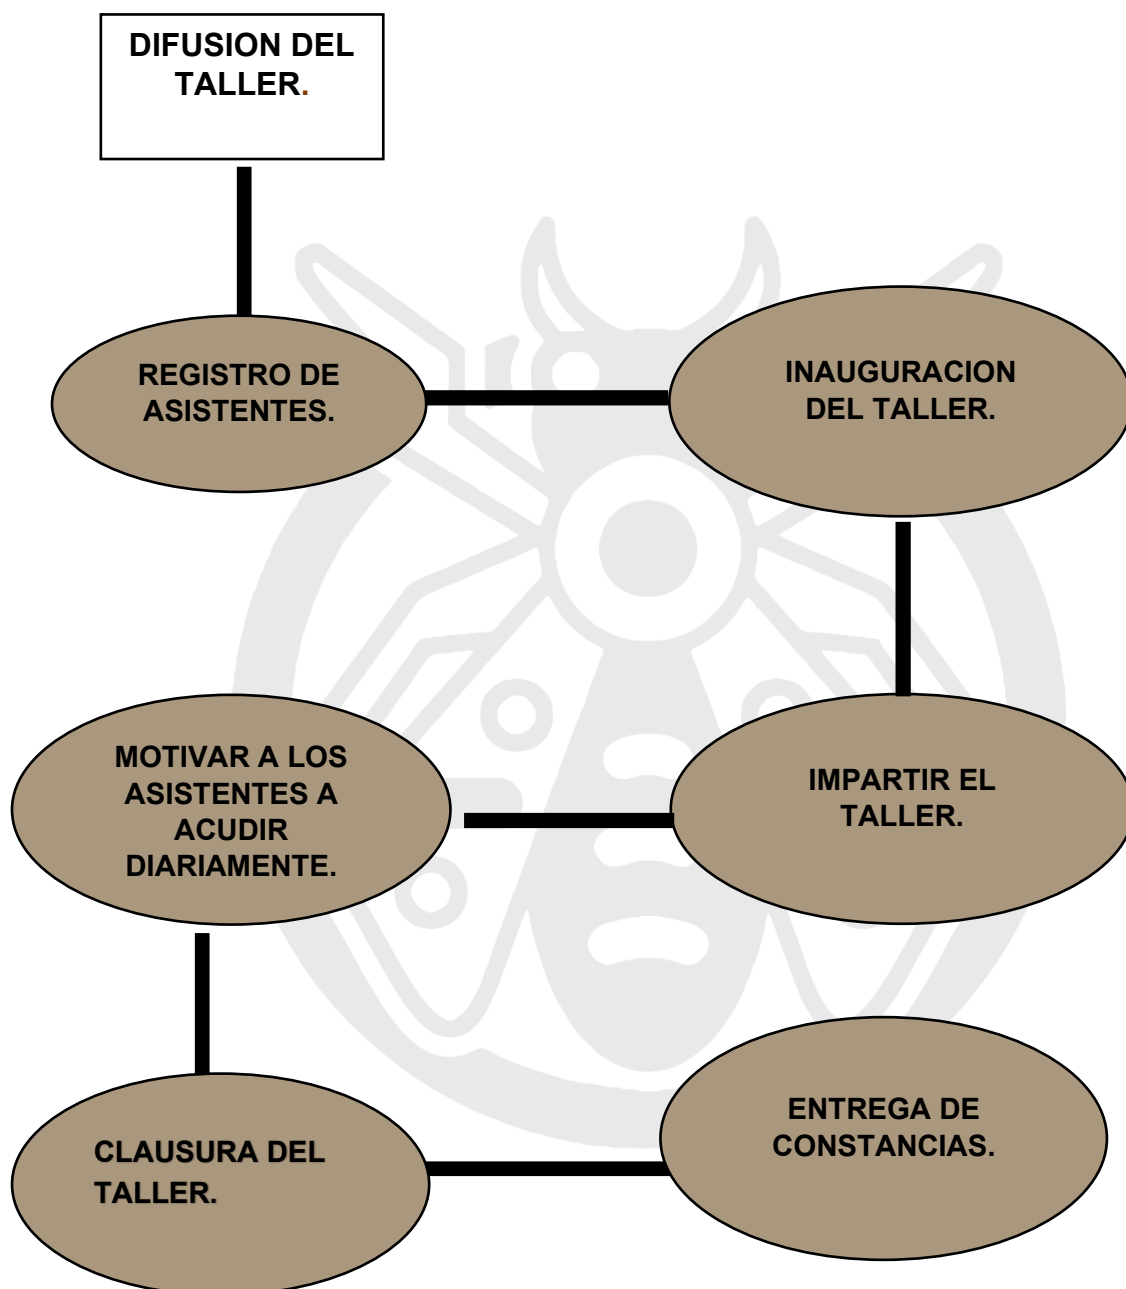 DIFUSION DEL
TALLER.
REGISTRO DE
ASISTENTES.
INAUGURACION
DEL TALLER.
IMPARTIR EL
TALLER.
MOTIVAR A LOS
ASISTENTES A
ACUDIR
DIARIAMENTE.
CLAUSURA DEL
TALLER.
ENTREGA DE
CONSTANCIAS.